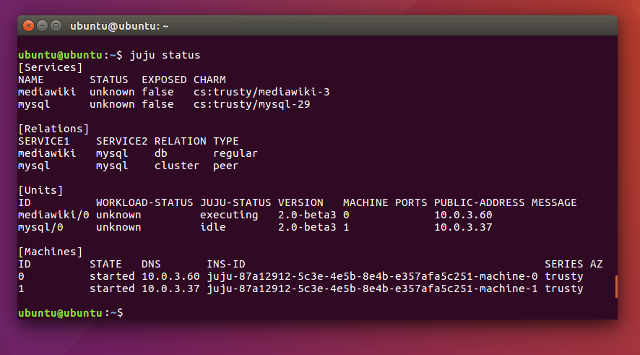 ubuntu@ubuntu: ~
ubuntu@ubuntu:~$ juju status
[Services]
NAME STATUS EXPOSED CHARM
mediawiki unknown false cs:trusty/mediawiki-3
mysql unknown false cs:trusty/mysql-29
[Relations]
SERVICE1 SERVICE2 RELATION TYPE
mediawiki mysql db regular
mysql mysql cluster peer
[Units]
ID WORKLOAD-STATUS JUJU-STATUS VERSION MACHINE PORTS PUBLIC-ADDRESS MESSAGE
mediawiki/0 unknown executing 2.0-beta3 0 10.0.3.60
mysql/0 unknown idle 2.0-beta3 1 10.0.3.37
[Machines]
ID STATE DNS INS-ID SERIES AZ
0 started 10.0.3.60 juju-87a12912-5c3e-4e5b-8e4b-e357afa5c251-machine-0 trusty
1 started 10.0.3.37 juju-87a12912-5c3e-4e5b-8e4b-e357afa5c251-machine-1 trusty
ubuntu@ubuntu:~$